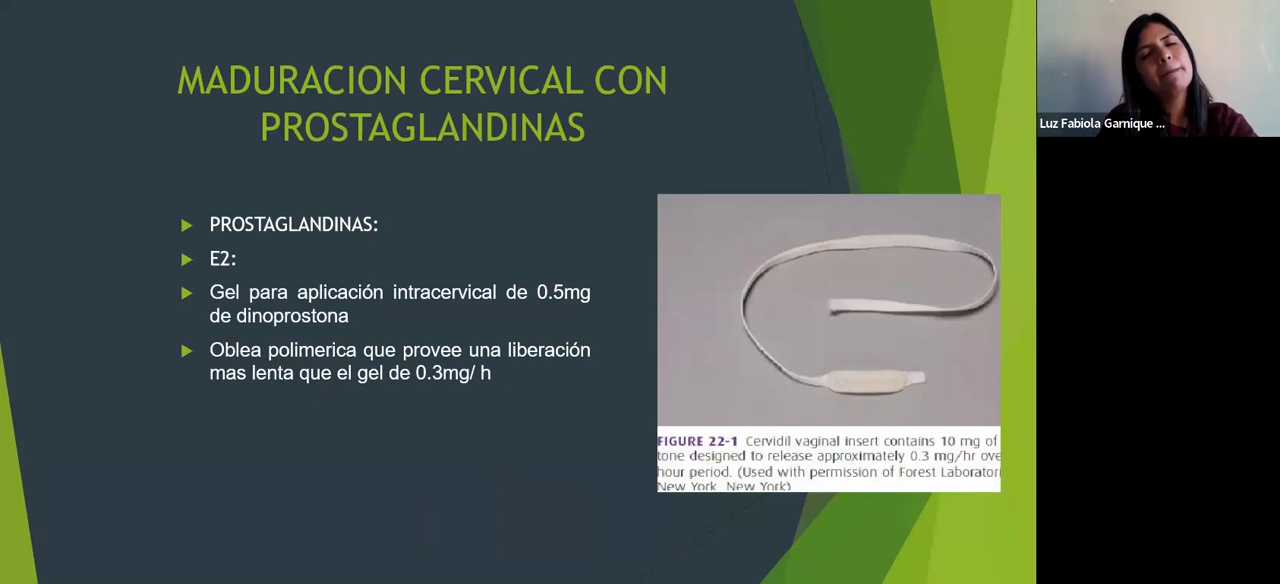 MADURACION CERVICAL CON
PROSTAGLANDINAS
PROSTAGLANDINAS:
E2:
Gel para aplicación intracervical de 0.5mg
de dinoprostona
Oblea polimerica que provee una liberación
mas lenta que el gel de 0.3mg/ h
FIGURE 22-1 Cervidil vaginal insert contains 10 mg of
tone designed to release approximately 0.3 mg/hr ove
hour period. (Used with permission of Forest Laborator
New York, New York)
Luz Fabiola Garnique ...